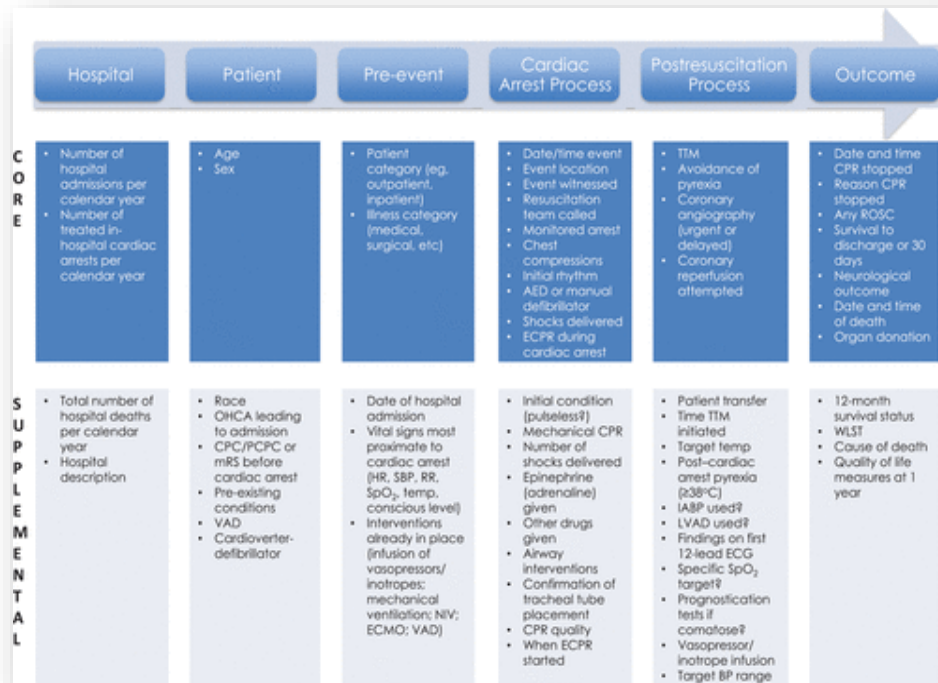 Hospital
Patient
Pre-event
Cardiac
Arrest Process
Postresuscitation
Process
Outcome
CORE
• Number of
hospital
admissions per
calendar year
• Number of
treated in-
hospital cardiac
arrests per
calendar year
• Age
• Sex
• Patient
category (eg,
outpatient,
inpatient)
• Illness category
(medical,
surgical, etc)
• Date/time event
• Event location
• Event witnessed
• Resuscitation
team called
• Monitored arrest
• Chest
compressions
• Initial rhythm
• AED or manual
defibrillator
• Shocks delivered
• ECPR during
cardiac arrest
• TTM
• Avoidance of
pyrexia
• Coronary
angiography
(urgent or
delayed)
• Coronary
reperfusion
attempted
• Date and time
CPR stopped
• Reason CPR
stopped
• Any ROSC
• Survival to
discharge or 30
days
• Neurological
outcome
• Date and time
of death
• Organ donation
SUPPLEMENTAL
• Total number of
hospital deaths
per calendar
year
• Hospital
description
• Race
• OHCA leading
to admission
• CPC/PCPC or
mRS before
cardiac arrest
• Pre-existing
conditions
• VAD
• Cardioverter-
defibrillator
• Date of hospital
admission
• Vital signs most
proximate to
cardiac arrest
(HR, SBP, RR,
SpO₂, temp,
conscious level)
• Interventions
already in place
(infusion of
vasopressors/
inotropes;
mechanical
ventilation; NIV;
ECMO; VAD)
• Initial condition
(pulseless?)
• Mechanical CPR
• Number of
shocks delivered
• Epinephrine
(adrenaline)
given
• Other drugs
given
• Airway
interventions
• Confirmation of
tracheal tube
placement
• CPR quality
• When ECPR
started
• Patient transfer
• Time TTM
initiated
• Target temp
• Post–cardiac
arrest pyrexia
(≥38°C)
• IABP used?
• LVAD used?
• Findings on first
12-lead ECG
• Specific SpO₂
target?
• Prognostication
tests if
comatose?
• Vasopressor/
inotrope infusion
• Target BP range
• 12-month
survival status
• WLST
• Cause of death
• Quality of life
measures at 1
year